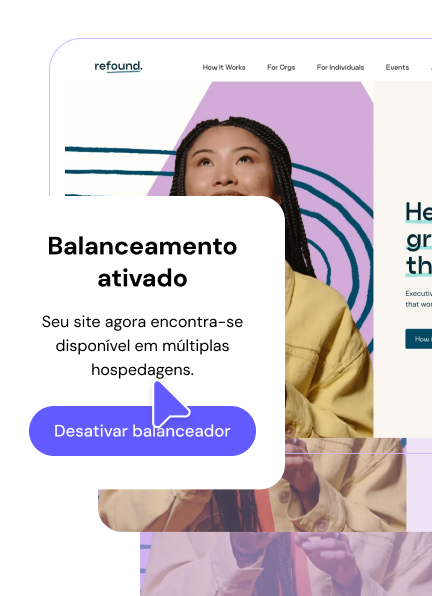 refound.
How It Works For Orgs For Individuals Events
Balanceamento
ativado
Seu site agora encontra-se
disponível em múltiplas
hospedagens.
Desativar balanceador
He
gr
th
Executiv
that wor
How